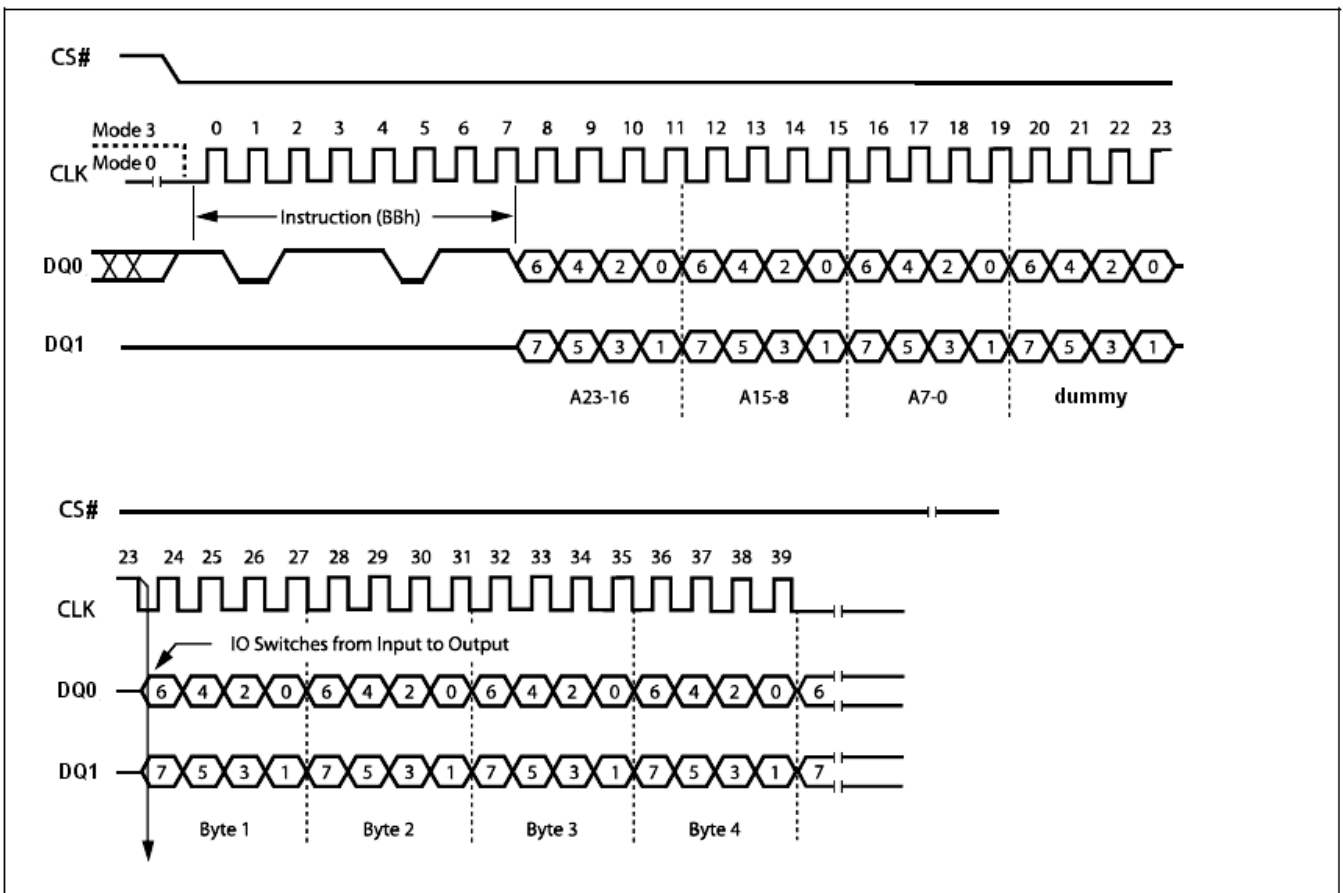 CS#
Mode 3
0 1 2 3 4 5 6 7 8 9 10 11 12 13 14 15 16 17 18 19 20 21 22 23
Mode 0
CLK
Instruction (BBh)
DQ0 6 4 2 0 6 4 2 0 6 4 2 0 6 4 2 0
DQ1 7 5 3 1 7 5 3 1 7 5 3 1 7 5 3 1
A23-16 A15-8 A7-0 dummy
CS#
23 24 25 26 27 28 29 30 31 32 33 34 35 36 37 38 39
CLK
IO Switches from Input to Output
DQ0 6 4 2 0 6 4 2 0 6 4 2 0 6 4 2 0 6
DQ1 7 5 3 1 7 5 3 1 7 5 3 1 7 5 3 1 7
Byte 1 Byte 2 Byte 3 Byte 4